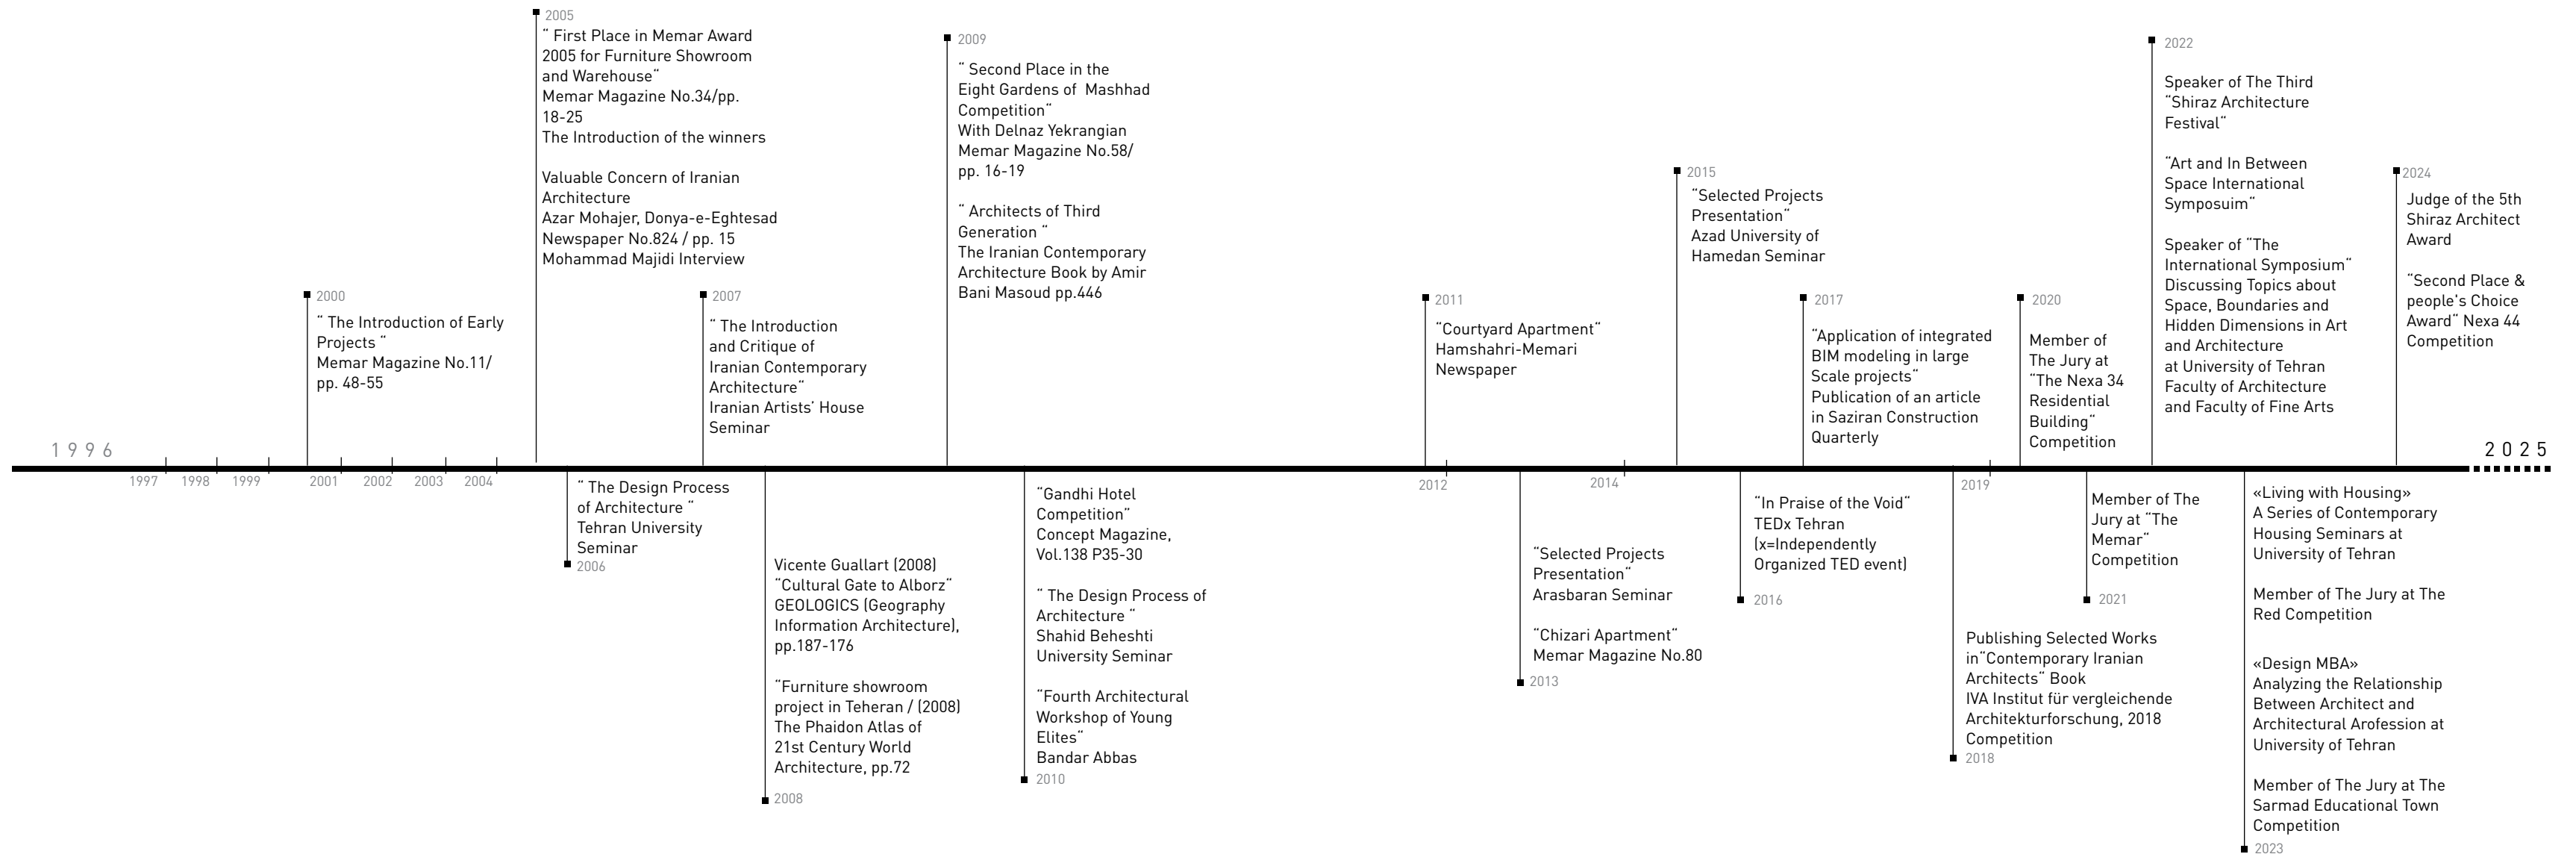 2005
“ First Place in Memar Award
2005 for Furniture Showroom
and Warehouse“
Memar Magazine No.34/pp.
18-25
The Introduction of the winners
Valuable Concern of Iranian
Architecture
Azar Mohajer, Donya-e-Eghtesad
Newspaper No.824 / pp. 15
Mohammad Majidi Interview
2009
“ Second Place in the
Eight Gardens of  Mashhad
Competition“
With Delnaz Yekrangian
Memar Magazine No.58/
pp. 16-19
“ Architects of Third
Generation “
The Iranian Contemporary
Architecture Book by Amir
Bani Masoud pp.446
2022
Speaker of The Third
“Shiraz Architecture
Festival“
“Art and In Between
Space International
Symposuim“
Speaker of “The
International Symposium“
Discussing Topics about
Space, Boundaries and
Hidden Dimensions in Art
and Architecture
at University of Tehran
Faculty of Architecture
and Faculty of Fine Arts
2015
“Selected Projects
Presentation“
Azad University of
Hamedan Seminar
2024
Judge of the 5th
Shiraz Architect
Award
“Second Place &
people’s Choice
Award“ Nexa 44
Competition
2000
“ The Introduction of Early
Projects “
Memar Magazine No.11/
pp. 48-55
2007
“ The Introduction
and Critique of
Iranian Contemporary
Architecture“
Iranian Artists’ House
Seminar
2011
“Courtyard Apartment“
Hamshahri-Memari
Newspaper
2017
“Application of integrated
BIM modeling in large
Scale projects“
Publication of an article
in Saziran Construction
Quarterly
2020
Member of
The Jury at
“The Nexa 34
Residential
Building“
Competition
1996
2025
1997
1998
1999
2001
2002
2003
2004
2012
2014
2019
“ The Design Process
of Architecture “
Tehran University
Seminar
2006
Vicente Guallart (2008)
“Cultural Gate to Alborz“
GEOLOGICS (Geography
Information Architecture),
pp.187-176
“Furniture showroom
project in Teheran / (2008)
The Phaidon Atlas of
21st Century World
Architecture, pp.72
2008
“Gandhi Hotel
Competition“
Concept Magazine,
Vol.138 P35-30
“ The Design Process of
Architecture “
Shahid Beheshti
University Seminar
“Fourth Architectural
Workshop of Young
Elites“
Bandar Abbas
2010
“Selected Projects
Presentation“
Arasbaran Seminar
“Chizari Apartment“
Memar Magazine No.80
2013
“In Praise of the Void“
TEDx Tehran
(x=Independently
Organized TED event)
2016
Publishing Selected Works
in“Contemporary Iranian
Architects“ Book
IVA Institut für vergleichende
Architekturforschung, 2018
Competition
2018
Member of The
Jury at “The
Memar“
Competition
2021
«Living with Housing»
A Series of Contemporary
Housing Seminars at
University of Tehran
Member of The Jury at The
Red Competition
«Design MBA»
Analyzing the Relationship
Between Architect and
Architectural Arofession at
University of Tehran
Member of The Jury at The
Sarmad Educational Town
Competition
2023